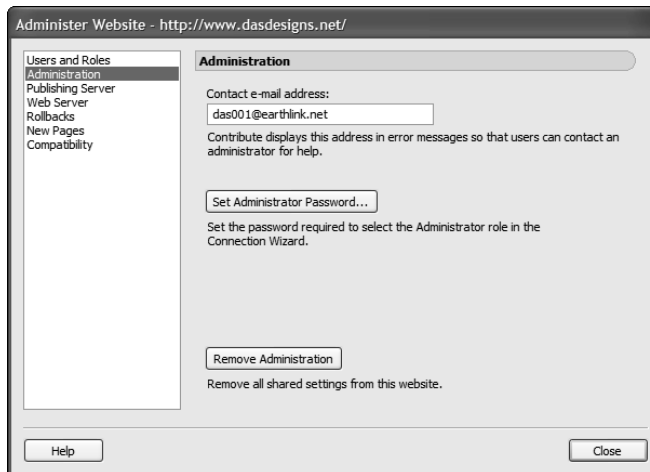 Administer Website - http://www.dasdesigns.net/
Users and Roles
Administration
Publishing Server
Web Server
Rollbacks
New Pages
Compatibility
Administration
Contact e-mail address:
das001@earthlink.net
Contribute displays this address in error messages so that users can contact an
administrator for help.
Set Administrator Password...
Set the password required to select the Administrator role in the
Connection Wizard.
Remove Administration
Remove all shared settings from this website.
Help
Close